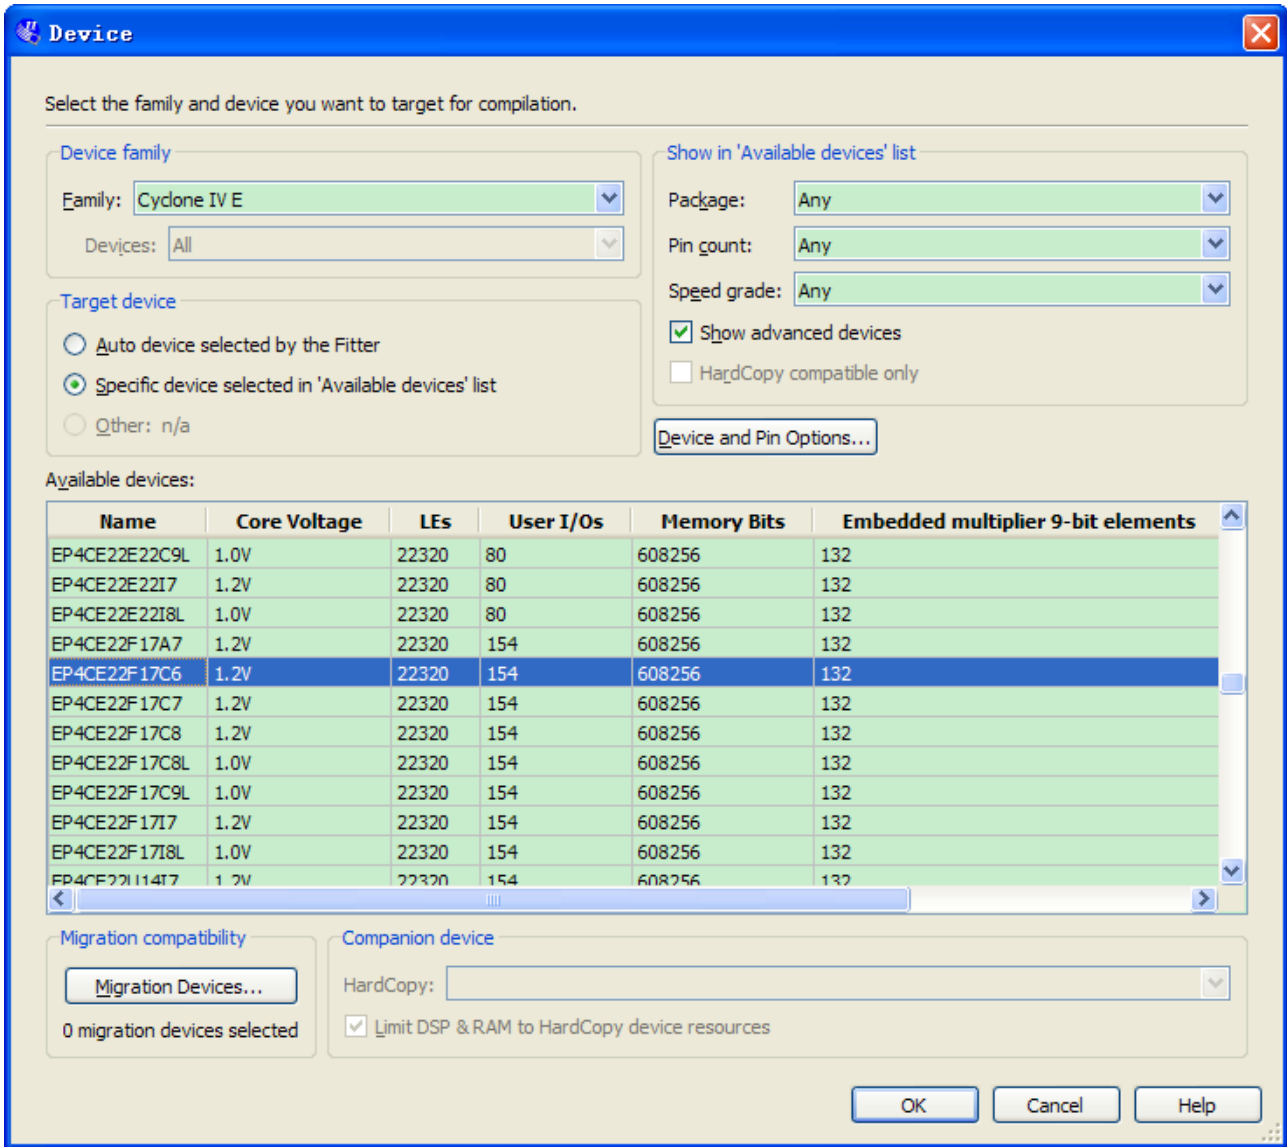 Device
Select the family and device you want to target for compilation.
Device family
Family: Cyclone IV E
Devices: All
Show in 'Available devices' list
Package: Any
Pin count: Any
Speed grade: Any
Show advanced devices
HardCopy compatible only
Target device
Auto device selected by the Fitter
Specific device selected in 'Available devices' list
Other: n/a
Device and Pin Options...
Available devices:
Name Core Voltage LEs User I/Os Memory Bits Embedded multiplier 9-bit elements
EP4CE22E22C9L 1.0V 22320 80 608256 132
EP4CE22E22I7 1.2V 22320 80 608256 132
EP4CE22E22I8L 1.0V 22320 80 608256 132
EP4CE22F17A7 1.2V 22320 154 608256 132
EP4CE22F17C6 1.2V 22320 154 608256 132
EP4CE22F17C7 1.2V 22320 154 608256 132
EP4CE22F17C8 1.2V 22320 154 608256 132
EP4CE22F17C8L 1.0V 22320 154 608256 132
EP4CE22F17C9L 1.0V 22320 154 608256 132
EP4CE22F17I7 1.2V 22320 154 608256 132
EP4CE22F17I8L 1.0V 22320 154 608256 132
EP4CE22U14I7 1.2V 22320 154 608256 132
Migration compatibility
Migration Devices...
0 migration devices selected
Companion device
HardCopy:
Limit DSP & RAM to HardCopy device resources
OK Cancel Help